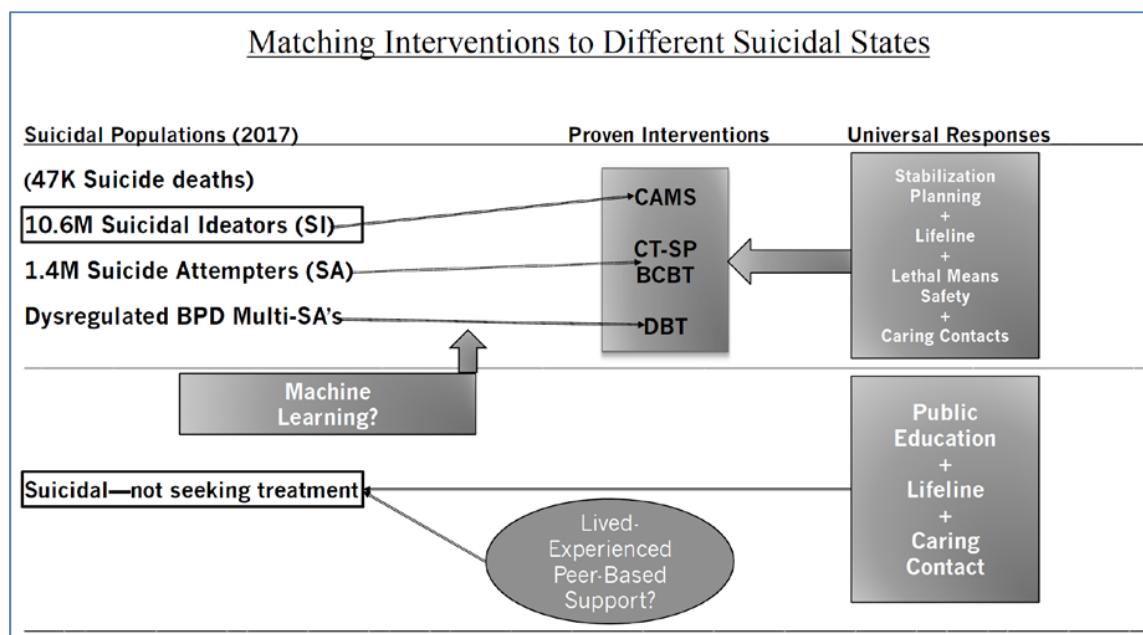 Matching Interventions to Different Suicidal States
Suicidal Populations (2017)
Proven Interventions
Universal Responses
(47K Suicide deaths)
10.6M Suicidal Ideators (SI)
1.4M Suicide Attempters (SA)
Dysregulated BPD Multi-SA's
CAMS
CT-SP
BCBT
DBT
Stabilization
Planning
+
Lifeline
+
Lethal Means
Safety
+
Caring Contacts
Machine
Learning?
Suicidal—not seeking treatment
Lived-
Experienced
Peer-Based
Support?
Public
Education
+
Lifeline
+
Caring
Contact